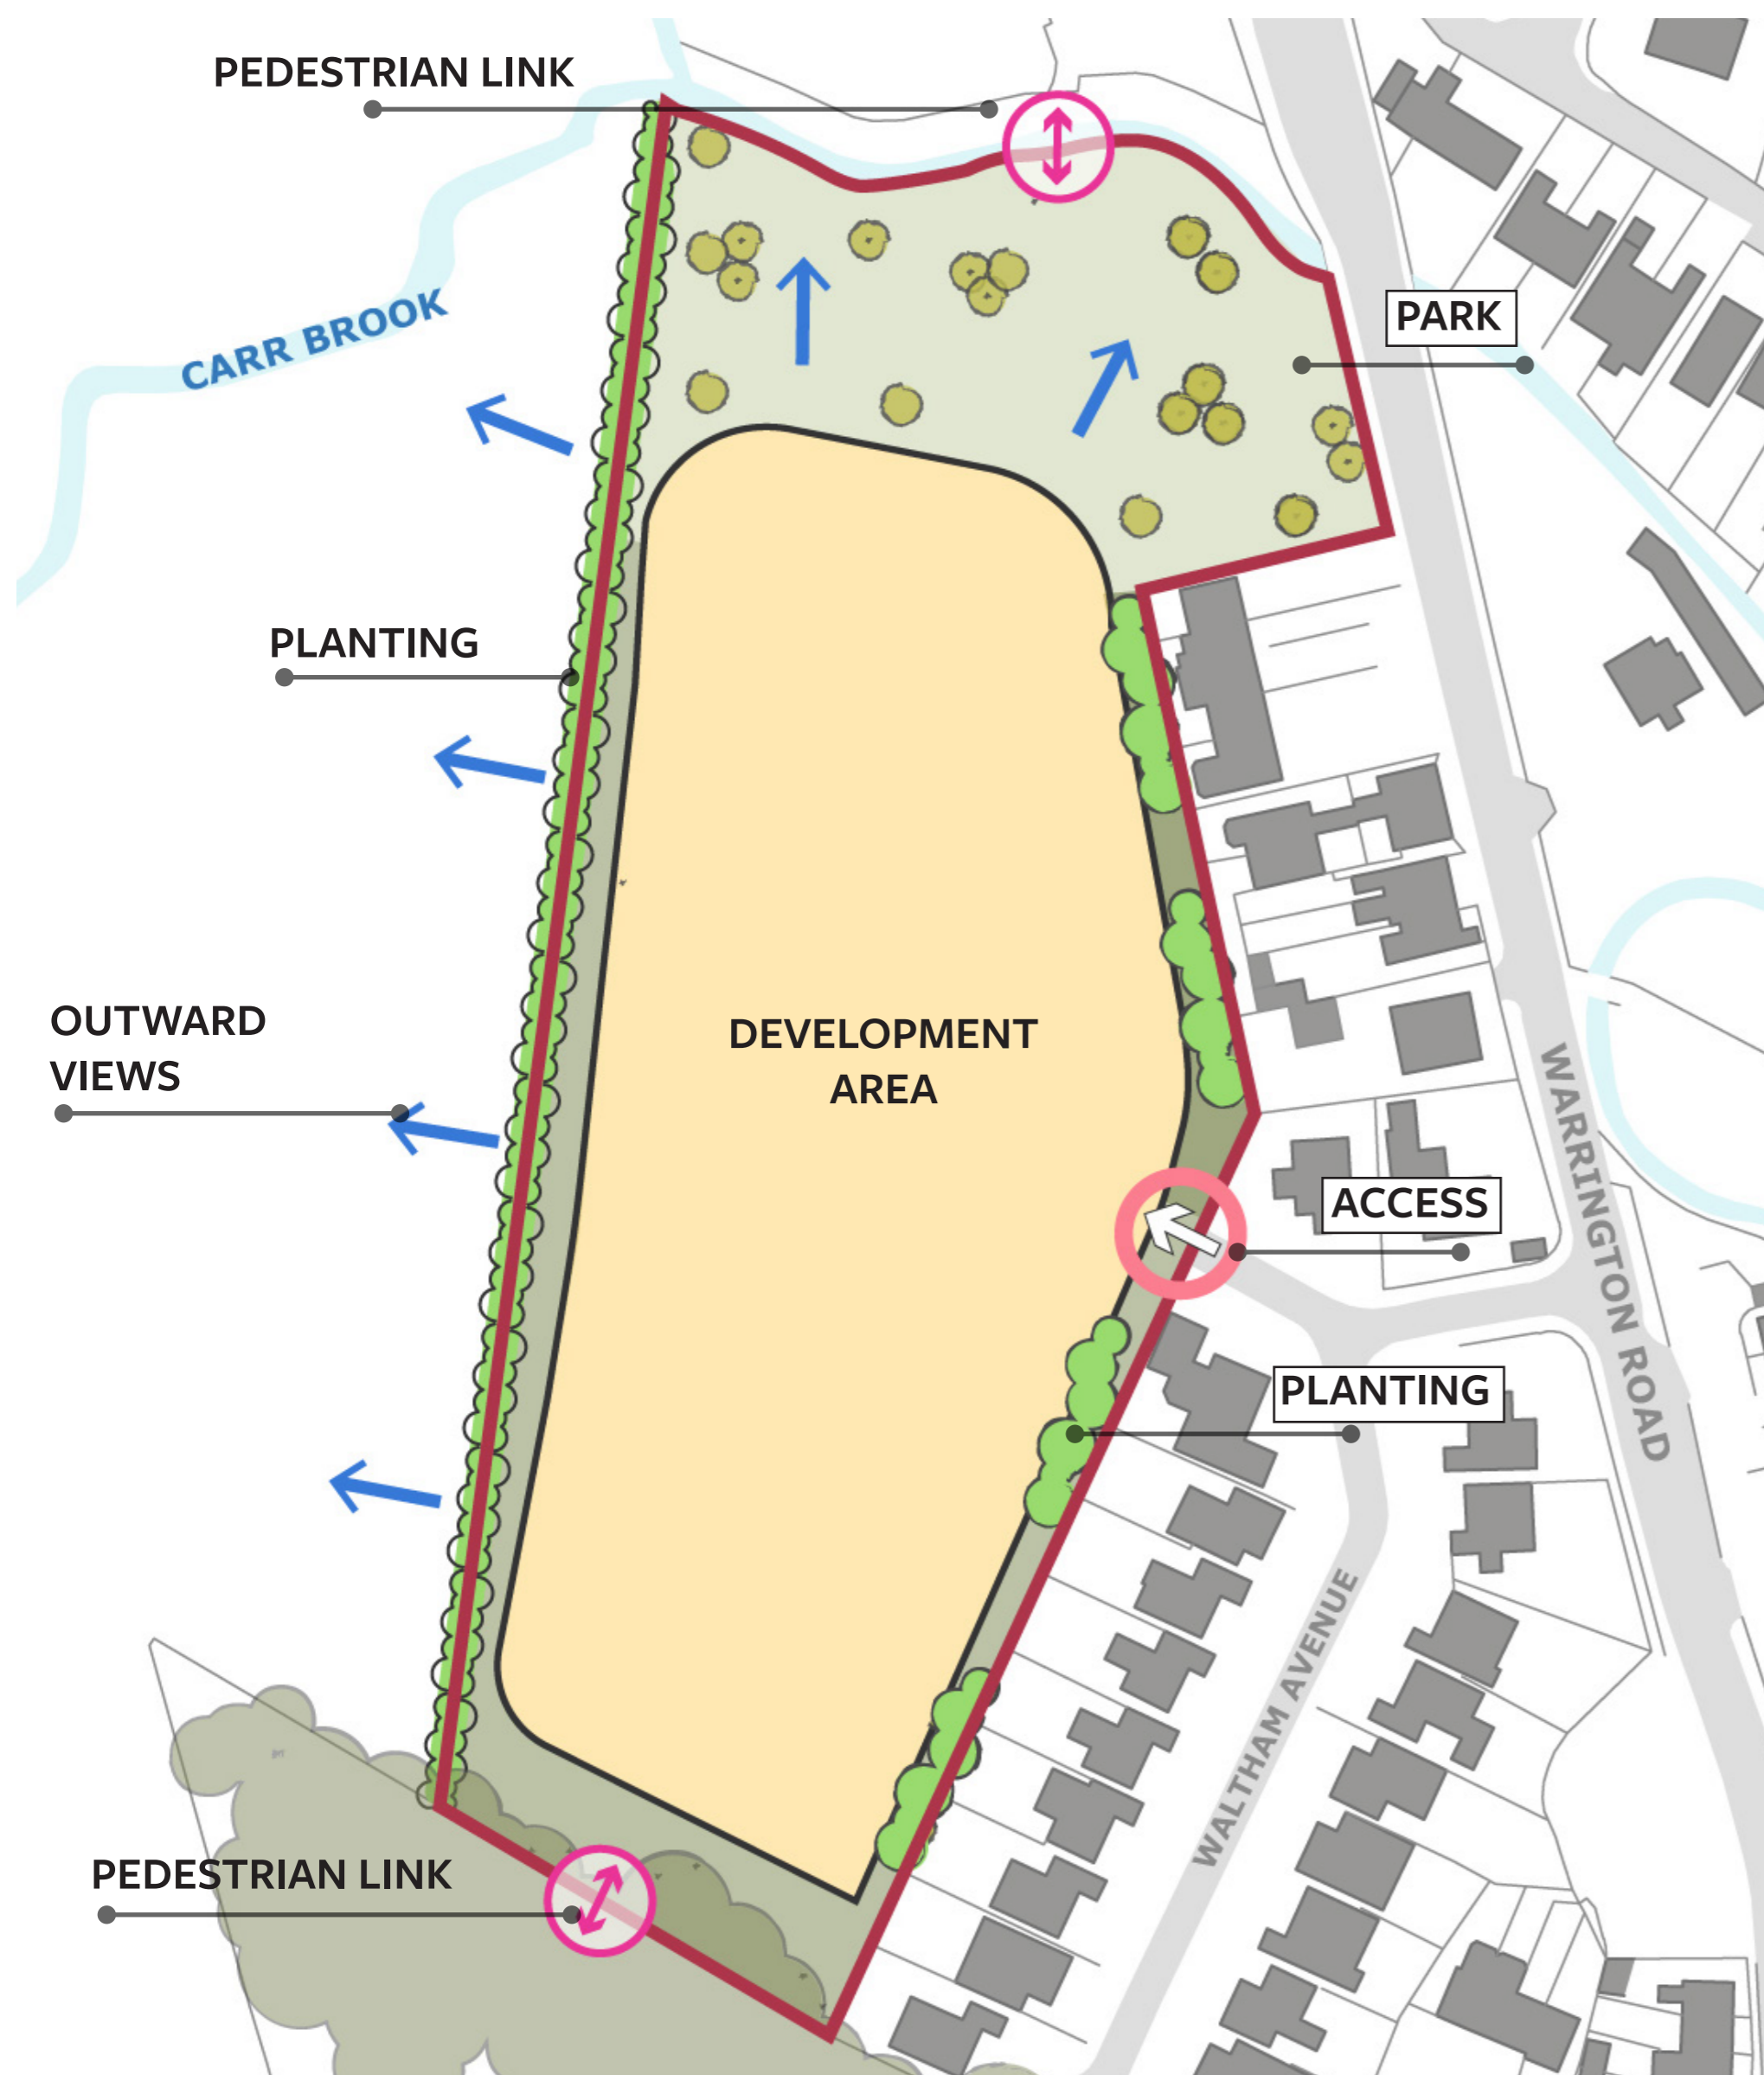 PEDESTRIAN LINK
CARR BROOK
PARK
PLANTING
OUTWARD
VIEWS
DEVELOPMENT
AREA
WARRINGTON ROAD
ACCESS
PLANTING
WALTHAM AVENUE
PEDESTRIAN LINK